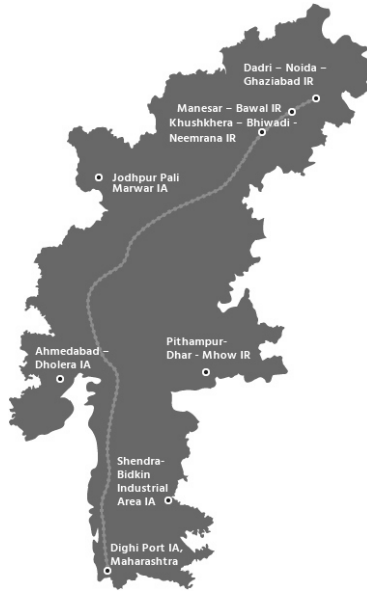 Dadri – Noida –
Ghaziabad IR
Manesar – Bawal IR
Khushkhera – Bhiwadi -
Neemrana IR
Jodhpur Pali
Marwar IA
Pithampur-
Dhar - Mhow IR
Ahmedabad –
Dholera IA
Shendra-
Bidkin
Industrial
Area IA
Dighi Port IA,
Maharashtra